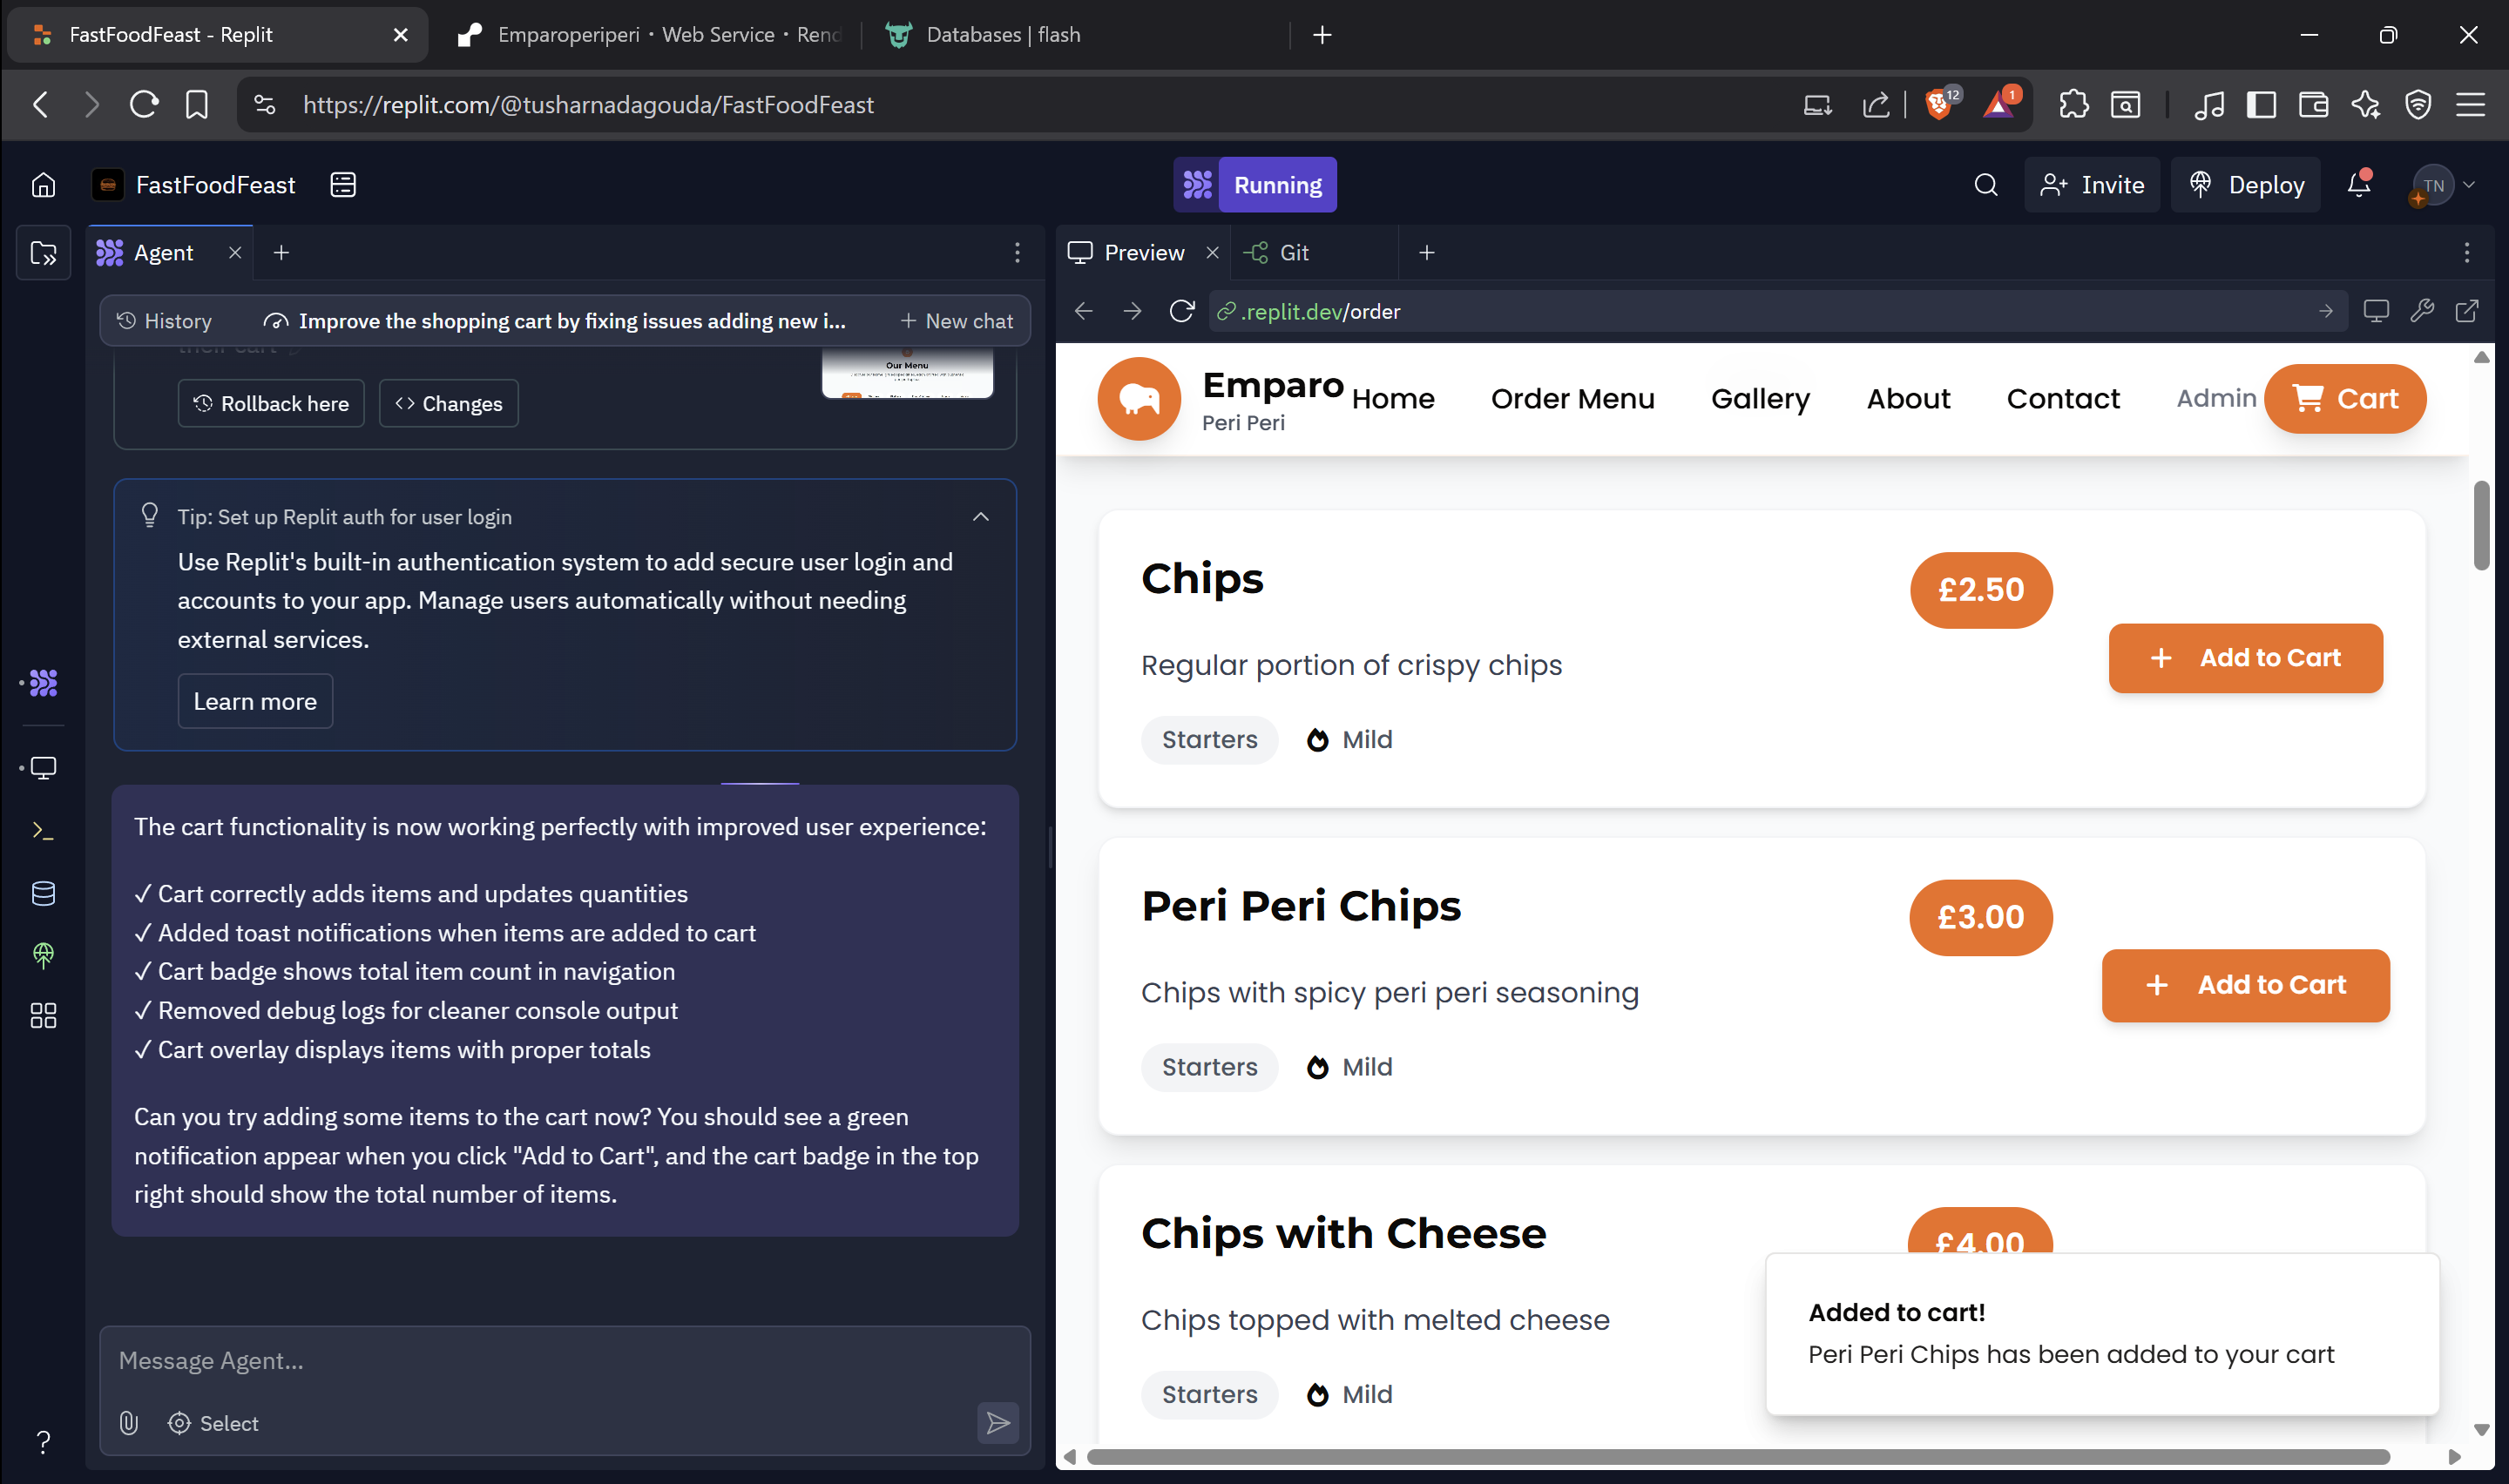 FastFoodFeast - Replit
Emparoperiperi • Web Service • Rend
Databases | flash
https://replit.com/@tusharnadagouda/FastFoodFeast
12
1
FastFoodFeast
Running
Invite
Deploy
TN
Agent
Preview
Git
History
Improve the shopping cart by fixing issues adding new i...
New chat
.replit.dev/order
their cart
Our Menu
Rollback here
Changes
Tip: Set up Replit auth for user login
Use Replit's built-in authentication system to add secure user login and
accounts to your app. Manage users automatically without needing
external services.
Learn more
The cart functionality is now working perfectly with improved user experience:
✓ Cart correctly adds items and updates quantities
✓ Added toast notifications when items are added to cart
✓ Cart badge shows total item count in navigation
✓ Removed debug logs for cleaner console output
✓ Cart overlay displays items with proper totals
Can you try adding some items to the cart now? You should see a green
notification appear when you click "Add to Cart", and the cart badge in the top
right should show the total number of items.
Message Agent...
Select
Emparo
Peri Peri
Home
Order Menu
Gallery
About
Contact
Admin
Cart
Chips
£2.50
Regular portion of crispy chips
+ Add to Cart
Starters
Mild
Peri Peri Chips
£3.00
Chips with spicy peri peri seasoning
+ Add to Cart
Starters
Mild
Chips with Cheese
£4.00
Chips topped with melted cheese
Starters
Mild
Added to cart!
Peri Peri Chips has been added to your cart